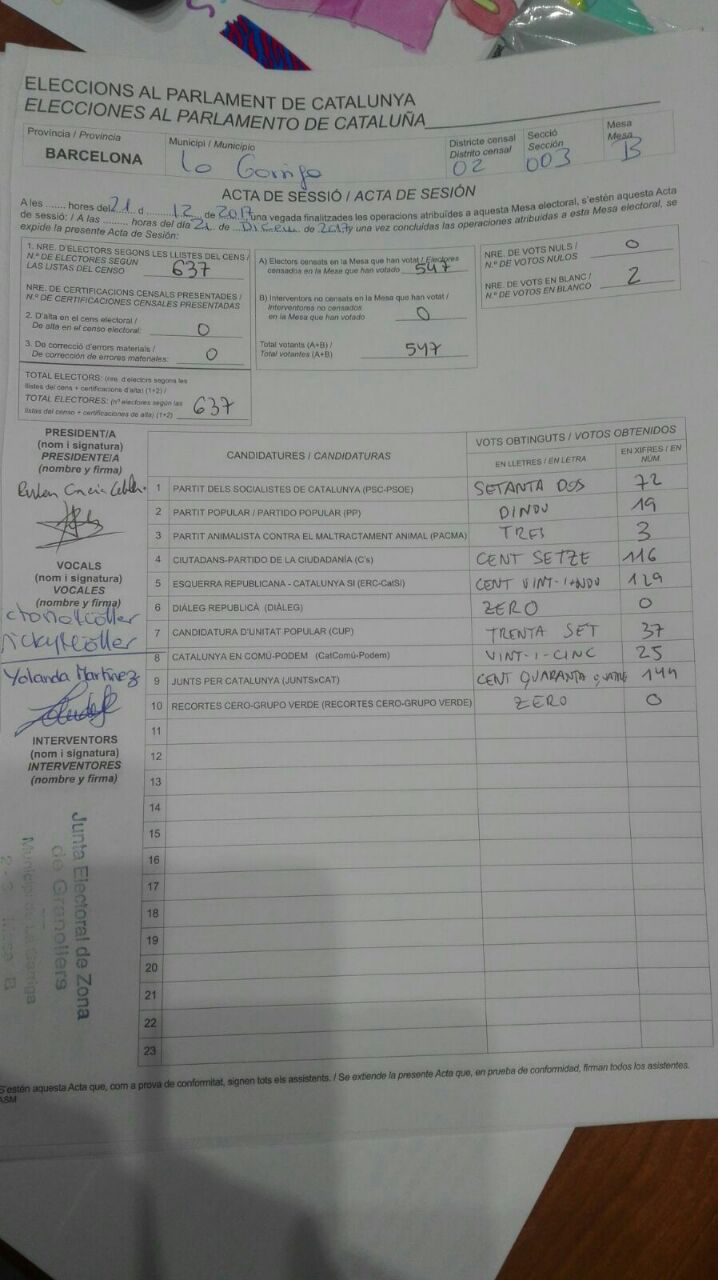 ELECCIONS AL PARLAMENT DE CATALUNYA
ELECCIONES AL PARLAMENTO DE CATALUÑA
Provincia / Provincia
BARCELONA
Municipi / Municipio
La Garriga
Districte censal
Distrito censal
02
Secció
Sección
003
Mesa
Mesa
B
ACTA DE SESSIÓ / ACTA DE SESIÓN
A les ........ hores del 21 d ......... 12 de 2017 una vegada finalitzades les operacions atribuïdes a aquesta Mesa electoral, s'estén aquesta Acta
de sessió: / A las ........ horas del día 21 de Dicem de 2017 y una vez concluidas las operaciones atribuidas a esta Mesa electoral, se
expide la presente Acta de Sesión:
1. NRE. D'ELECTORS SEGONS LES LLISTES DEL CENS /
N.º DE ELECTORES SEGÚN
LAS LISTAS DEL CENSO 637
NRE. DE CERTIFICACIONS CENSALS PRESENTADES /
N.º DE CERTIFICACIONES CENSALES PRESENTADAS
2. D'alta en el cens electoral /
De alta en el censo electoral: 0
3. De correcció d'errors materials /
De corrección de errores materiales: 0
TOTAL ELECTORS: (nre. d'electors segons les
llistes del cens + certificacions d'alta) (1+2) /
TOTAL ELECTORES: (nº electores según las
listas del censo + certificaciones de alta) (1+2) 637
A) Electors censats en la Mesa que han votat / Electores
censados en la Mesa que han votado 547
B) Interventors no censats en la Mesa que han votat /
Interventores no censados
en la Mesa que han votado 0
Total votants (A+B) /
Total votantes (A+B) 547
NRE. DE VOTS NULS /
N.º DE VOTOS NULOS 0
NRE. DE VOTS EN BLANC /
N.º DE VOTOS EN BLANCO 2
PRESIDENT/A
(nom i signatura)
PRESIDENTE/A
(nombre y firma)
VOCALS
(nom i signatura)
VOCALES
(nombre y firma)
Yolanda Martínez
INTERVENTORS
(nom i signatura)
INTERVENTORES
(nombre y firma)
Junta Electoral de Zona
de Granollers
Municipi de La Garriga
CANDIDATURES / CANDIDATURAS
VOTS OBTINGUTS / VOTOS OBTENIDOS
EN LLETRES / EN LETRA
EN XIFRES / EN NÚM.
1 PARTIT DELS SOCIALISTES DE CATALUNYA (PSC-PSOE) SETANTA DOS 72
2 PARTIT POPULAR / PARTIDO POPULAR (PP) DINOU 19
3 PARTIT ANIMALISTA CONTRA EL MALTRACTAMENT ANIMAL (PACMA) TRES 3
4 CIUTADANS-PARTIDO DE LA CIUDADANÍA (C's) CENT SETZE 116
5 ESQUERRA REPUBLICANA - CATALUNYA SI (ERC-CatSí) CENT VINT-I-NOU 129
6 DIÀLEG REPUBLICÀ (DIÀLEG) ZERO 0
7 CANDIDATURA D'UNITAT POPULAR (CUP) TRENTA SET 37
8 CATALUNYA EN COMÚ-PODEM (CatComú-Podem) VINT-I-CINC 25
9 JUNTS PER CATALUNYA (JUNTSxCAT) CENT QUARANTA QUATRE 144
10 RECORTES CERO-GRUPO VERDE (RECORTES CERO-GRUPO VERDE) ZERO 0
11
12
13
14
15
16
17
18
19
20
21
22
23
S'estén aquesta Acta que, com a prova de conformitat, signen tots els assistents. / Se extiende la presente Acta que, en prueba de conformidad, firman todos los asistentes.
ASM